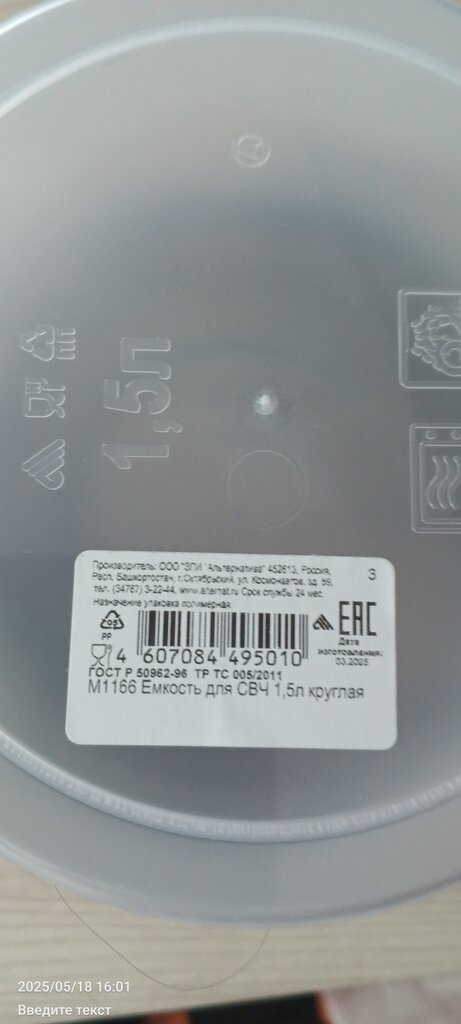 1,5л
Производитель: ООО "ЗПИ "Альтернатива" 452613, Россия,
Респ. Башкортостан, г.Октябрьский, ул. Космонавтов, зд. 59,
тел. (34767) 3-22-44, www.alternat.ru Срок службы 24 мес.
Назначение упаковка полимерная
3
05
PP
4 607084 495010
EAC
Дата
изготовления:
03.2025
ГОСТ Р 50962-96 ТР ТС 005/2011
М1166 Емкость для СВЧ 1,5л круглая
2025/05/18 16:01
Введите текст